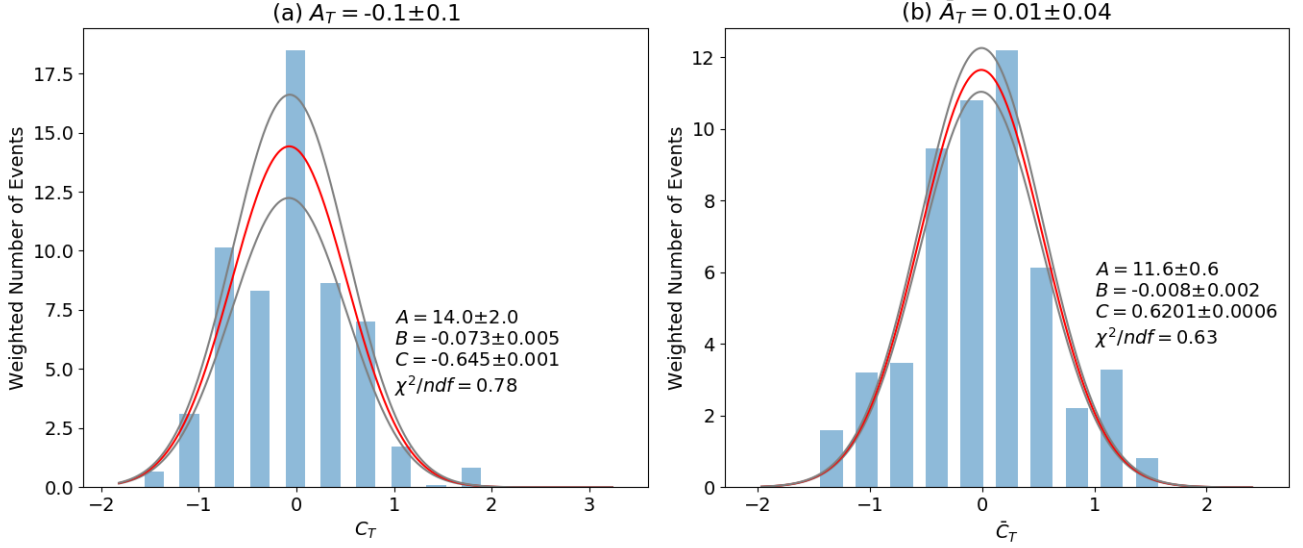 (a) A_T = -0.1±0.1
Weighted Number of Events
17.5
15.0
12.5
10.0
7.5
5.0
2.5
0.0
A = 14.0±2.0
B = -0.073±0.005
C = -0.645±0.001
χ²/ndf = 0.78
−2
−1
0
1
2
3
C_T
(b) Ā_T = 0.01±0.04
Weighted Number of Events
12
10
8
6
4
2
0
A = 11.6±0.6
B = -0.008±0.002
C = 0.6201±0.0006
χ²/ndf = 0.63
−2
−1
0
1
2
C̄_T